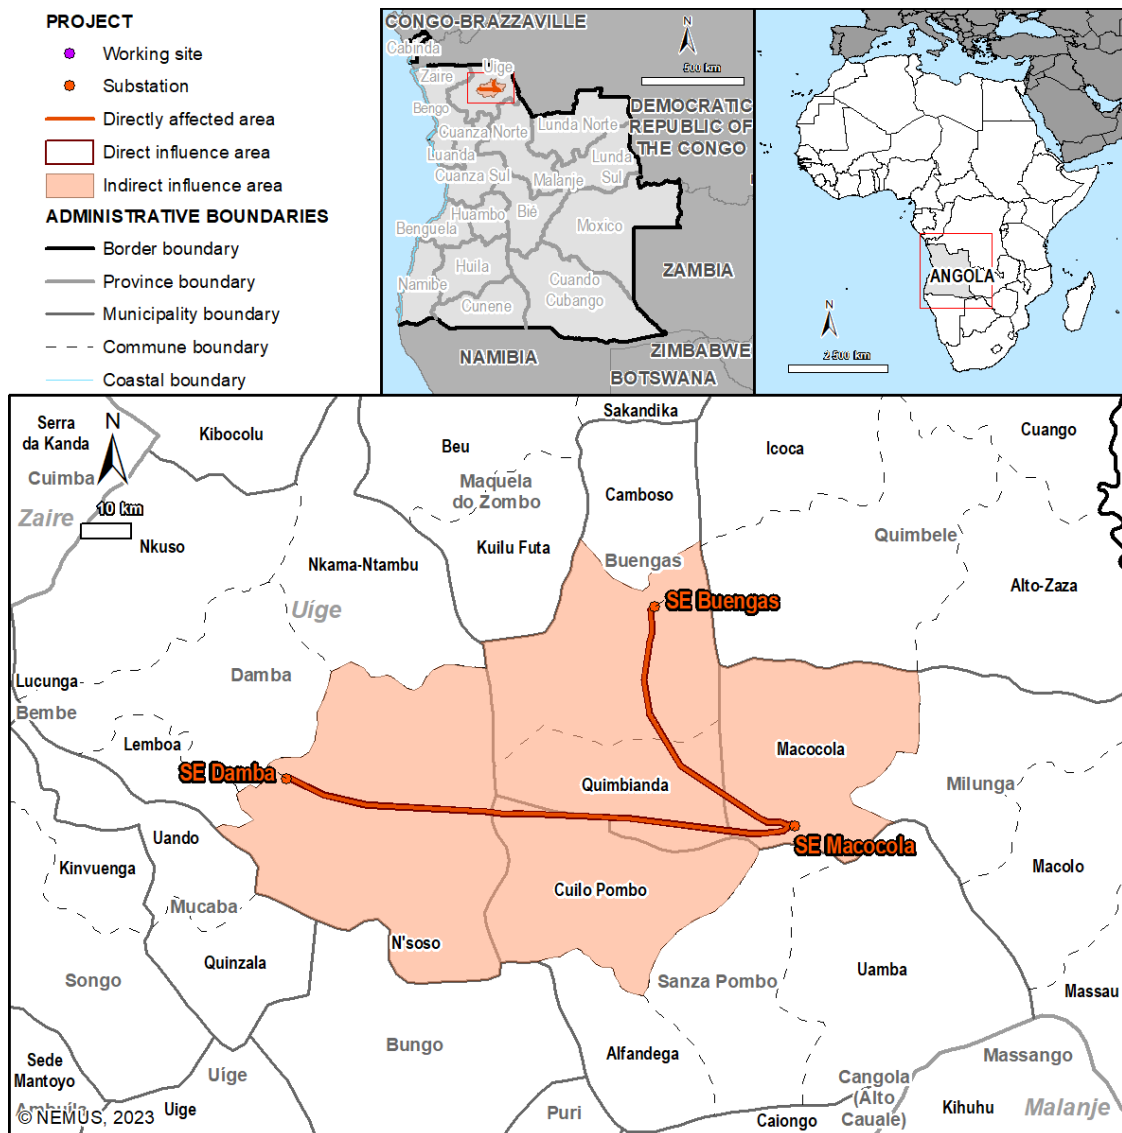 PROJECT
Working site
Substation
Directly affected area
Direct influence area
Indirect influence area
ADMINISTRATIVE BOUNDARIES
Border boundary
Province boundary
Municipality boundary
Commune boundary
Coastal boundary
CONGO-BRAZZAVILLE
Cabinda
Zaire
Uige
N
500 km
Bengo
DEMOCRATIC
REPUBLIC OF
THE CONGO
Cuanza Norte
Lunda Norte
Luanda
Lunda
Sul
Cuanza Sul
Malanje
Huambo
Bié
Benguela
Moxico
Huíla
Namibe
Cuando
Cubango
Cunene
ZAMBIA
NAMIBIA
ZIMBABWE
BOTSWANA
ANGOLA
N
2 500 km
Serra
da Kanda
N
Kibocolu
Beu
Sakandika
Icoca
Cuango
Cuimba
Maquela
do Zombo
Camboso
Zaire
10 km
Nkuso
Nkama-Ntambu
Kuilu Futa
Buengas
Quimbele
Alto-Zaza
Uíge
SE Buengas
Lucunga
Damba
Bembe
Lemboa
SE Damba
Macocola
Quimbianda
Milunga
Uando
SE Macocola
Kinvuenga
Macolo
Mucaba
Cuilo Pombo
N'soso
Quinzala
Songo
Sanza Pombo
Uamba
Massau
Bungo
Alfandega
Massango
Sede
Mantoyo
Uíge
Cangola
(Alto
Cauale)
Ambuíla
© NEMUS, 2023
Uige
Puri
Caiongo
Kihuhu
Malanje